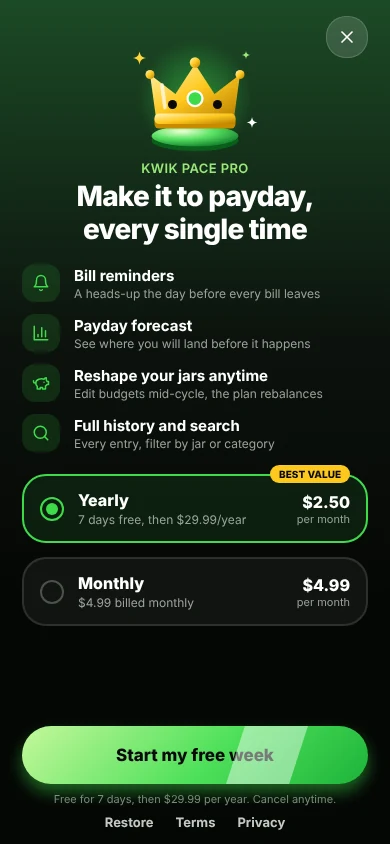 KWIK PACE PRO
Make it to payday,
every single time
Bill reminders
A heads-up the day before every bill leaves
Payday forecast
See where you will land before it happens
Reshape your jars anytime
Edit budgets mid-cycle, the plan rebalances
Full history and search
Every entry, filter by jar or category
BEST VALUE
Yearly
$2.50
7 days free, then $29.99/year
per month
Monthly
$4.99
$4.99 billed monthly
per month
Start my free week
Free for 7 days, then $29.99 per year. Cancel anytime.
Restore Terms Privacy